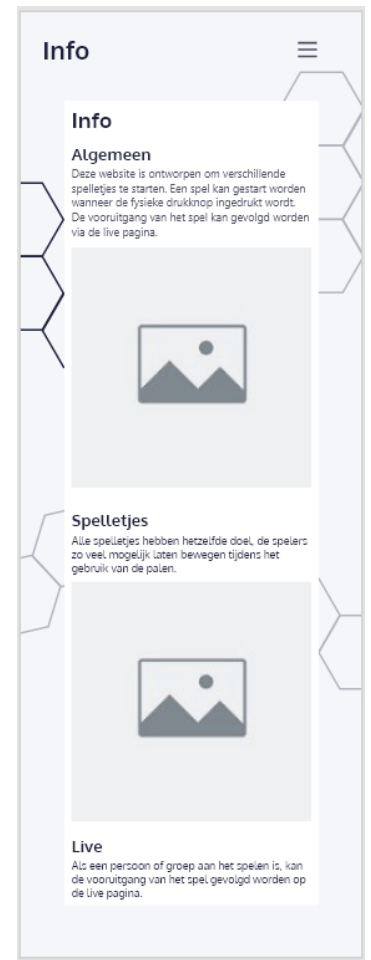 Info
Info
Algemeen
Deze website is ontworpen om verschillende
spelletjes te starten. Een spel kan gestart worden
wanneer de fysieke drukknop ingedrukt wordt.
De vooruitgang van het spel kan gevolgd worden
via de live pagina.
Spelletjes
Alle spelletjes hebben hetzelfde doel, de spelers
zo veel mogelijk laten bewegen tijdens het
gebruik van de palen.
Live
Als een persoon of groep aan het spelen is, kan
de vooruitgang van het spel gevolgd worden op
de live pagina.